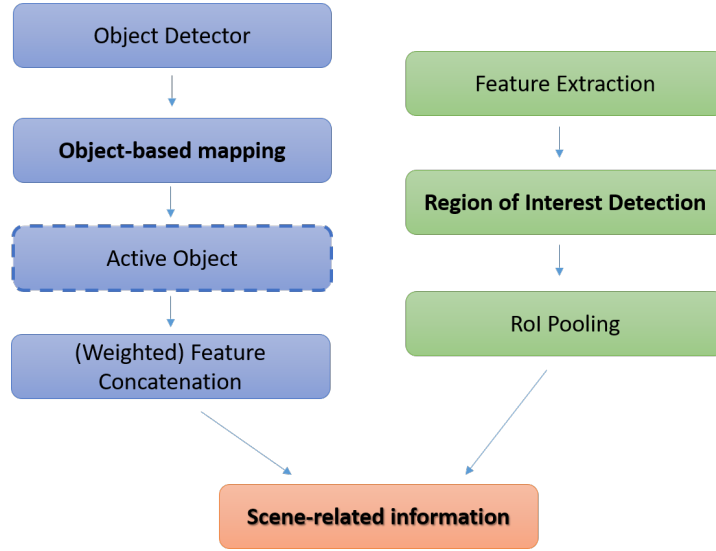 Object Detector
Object-based mapping
Active Object
(Weighted) Feature
Concatenation
Feature Extraction
Region of Interest Detection
RoI Pooling
Scene-related information